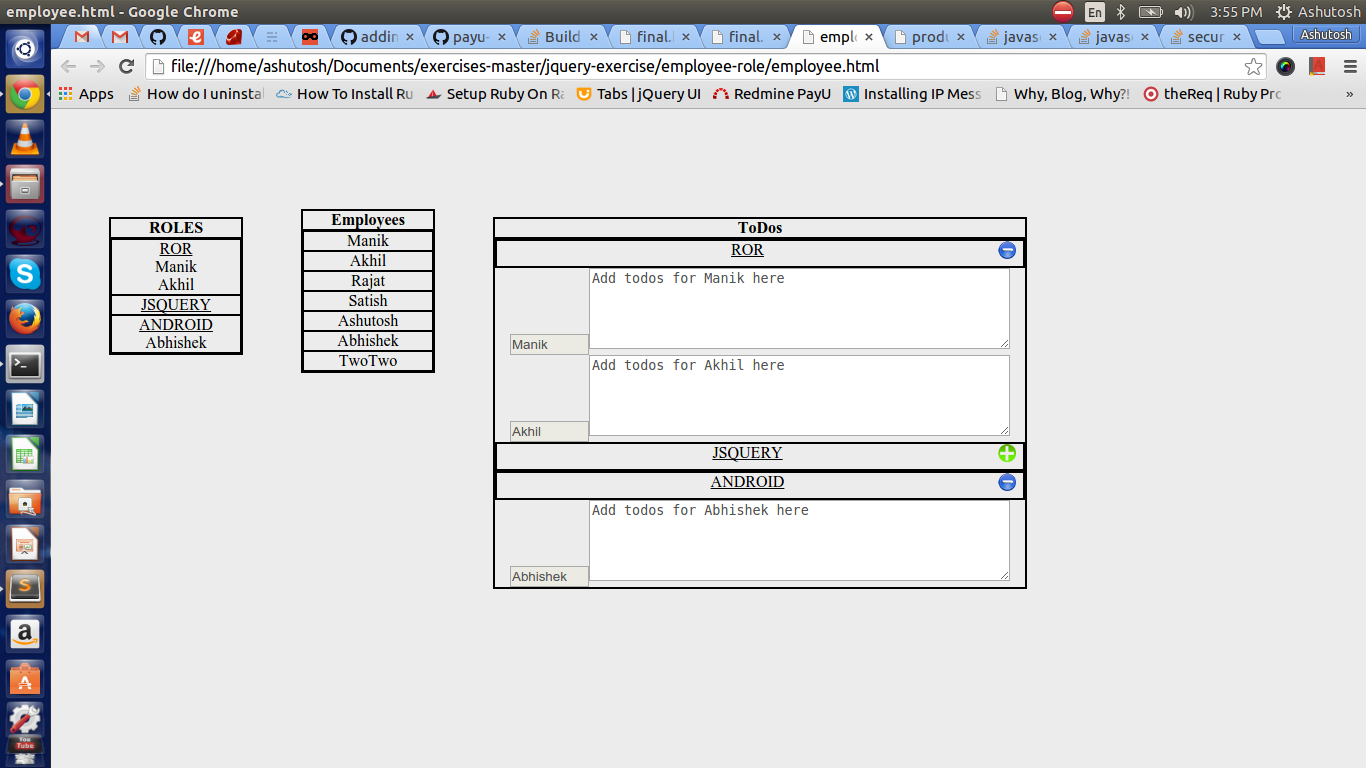 employee.html - Google Chrome
En
3:55 PM
Ashutosh
addin
payu-
Build
final.
final.
empl
produ
javasc
javasc
secur
Ashutosh
file:///home/ashutosh/Documents/exercises-master/jquery-exercise/employee-role/employee.html
Apps
How do I uninstal
How To Install Ru
Setup Ruby On Ra
Tabs | jQuery UI
Redmine PayU
Installing IP Mess
Why, Blog, Why?!
theReq | Ruby Pro
»
ROLES
ROR
Manik
Akhil
JSQUERY
ANDROID
Abhishek
Employees
Manik
Akhil
Rajat
Satish
Ashutosh
Abhishek
TwoTwo
ToDos
ROR
Add todos for Manik here
Manik
Add todos for Akhil here
Akhil
JSQUERY
ANDROID
Add todos for Abhishek here
Abhishek
You
Tube